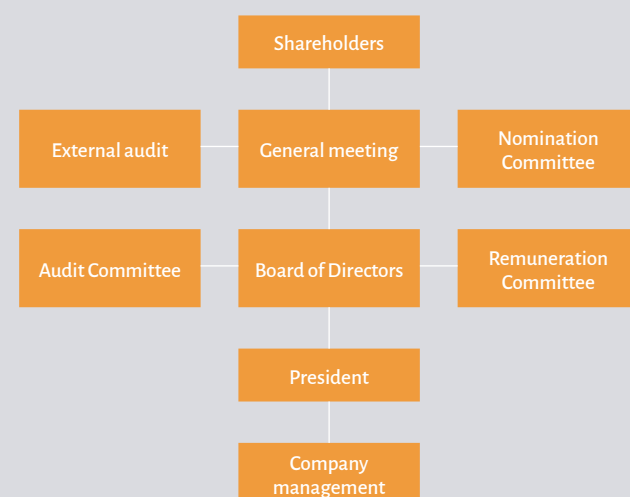 Shareholders
External audit
General meeting
Nomination
Committee
Audit Committee
Board of Directors
Remuneration
Committee
President
Company
management